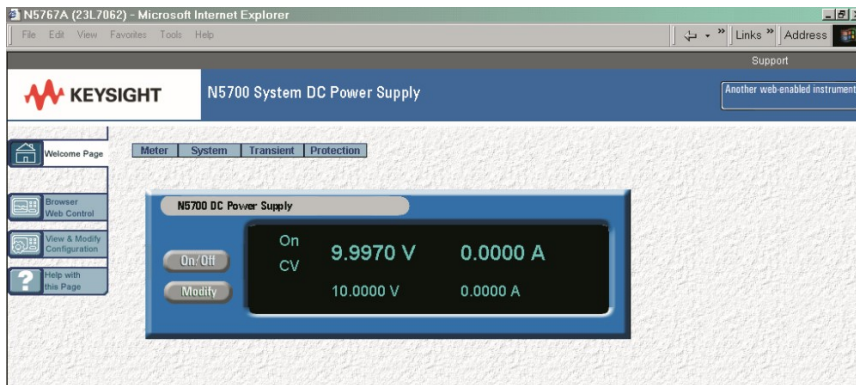 N5767A (23L7062) - Microsoft Internet Explorer
File Edit View Favorites Tools Help
» Links » Address
Support
KEYSIGHT
N5700 System DC Power Supply
Another web-enabled instrument
Welcome Page
Meter System Transient Protection
Browser
Web Control
View & Modify
Configuration
Help with
this Page
N5700 DC Power Supply
On/Off
Modify
On
CV
9.9970 V 0.0000 A
10.0000 V 0.0000 A